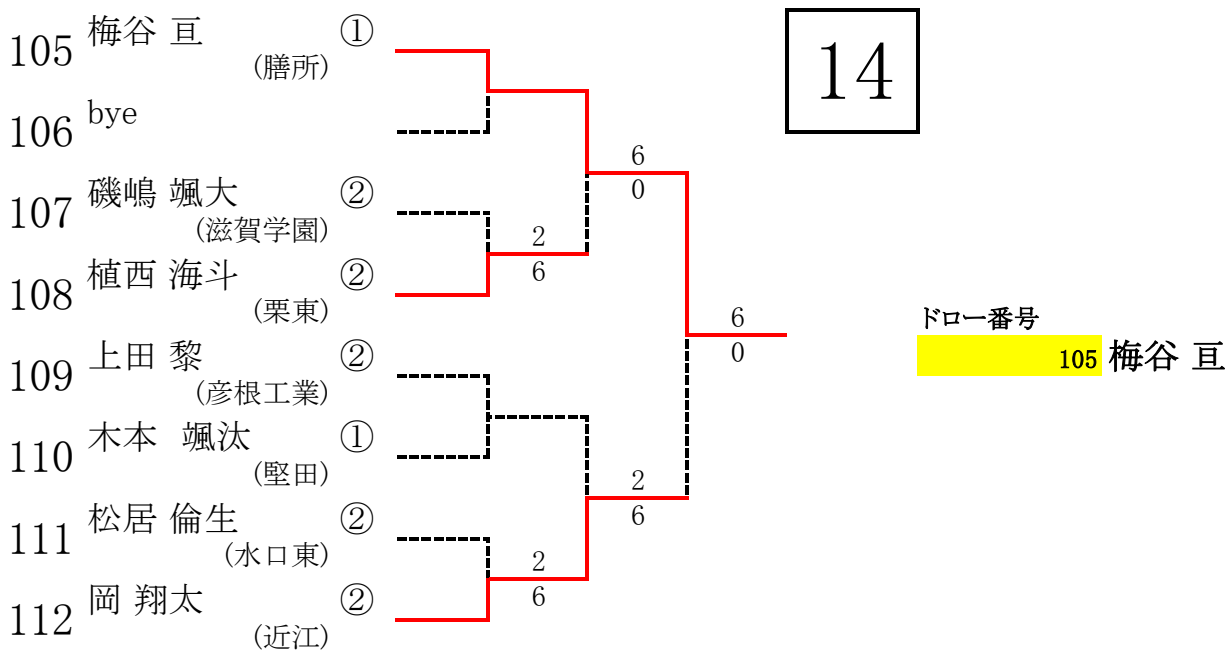 14
105 梅谷 亘 ①
(膳所)
106 bye
107 磯嶋 颯大 ②
(滋賀学園)
108 植西 海斗 ②
(栗東)
109 上田 黎 ②
(彦根工業)
110 木本 颯汰 ①
(堅田)
111 松居 倫生 ②
(水口東)
112 岡 翔太 ②
(近江)
2
6
2
6
6
0
2
6
6
0
ドロー番号
105 梅谷 亘